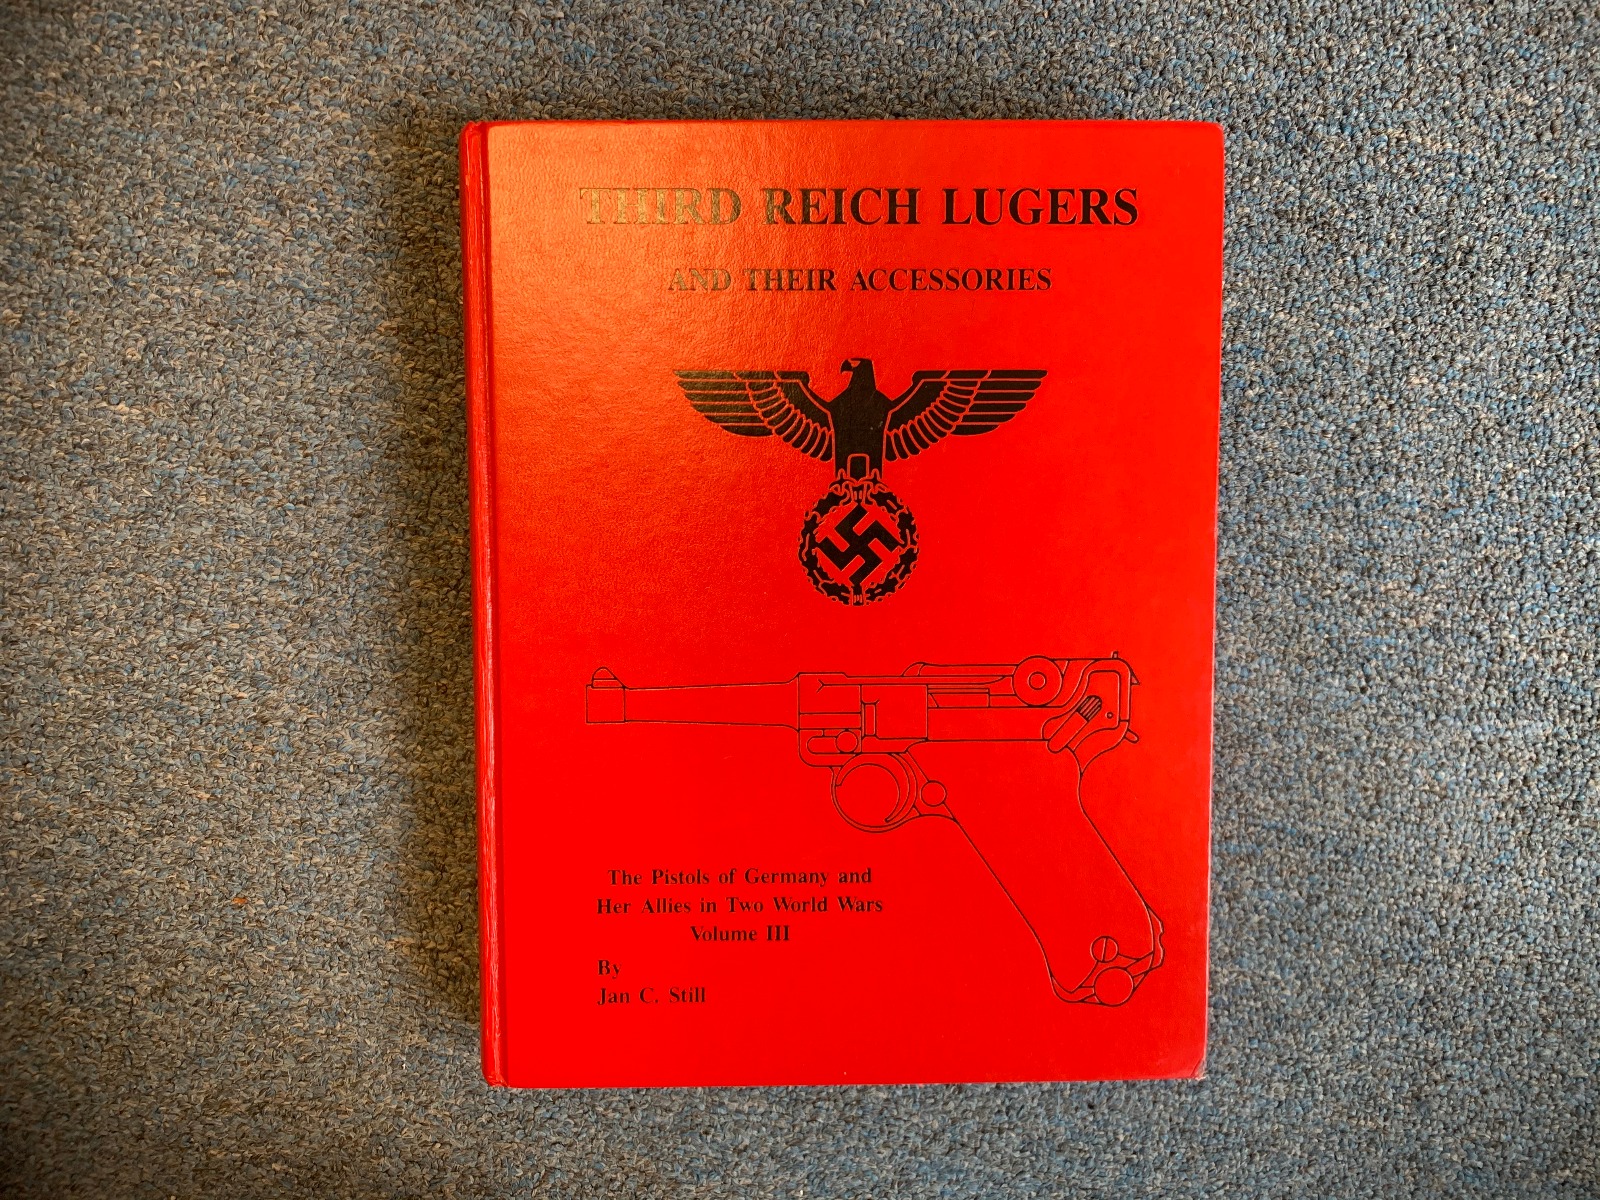 THIRD REICH LUGERS
AND THEIR ACCESSORIES
The Pistols of Germany and
Her Allies in Two World Wars
Volume III
By
Jan C. Still